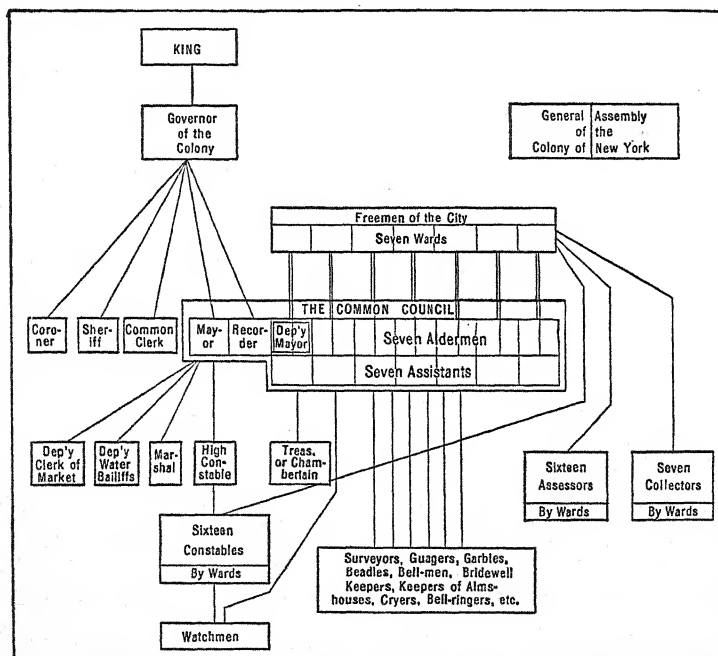 KING
Governor
of the
Colony
General Assembly
of the
Colony of New York
Freemen of the City
Seven Wards
THE COMMON COUNCIL
Coro-
ner
Sher-
iff
Common
Clerk
May-
or
Recor-
der
Dep'y
Mayor
Seven Aldermen
Seven Assistants
Dep'y
Clerk of
Market
Dep'y
Water
Bailiffs
Mar-
shal
High
Con-
stable
Treas.
or Cham-
bertain
Sixteen
Assessors
By Wards
Seven
Collectors
By Wards
Sixteen
Constables
By Wards
Surveyors, Guagers, Garbles,
Beadles, Bell-men, Bridewell
Keepers, Keepers of Alms-
houses, Cryers, Bell-ringers, etc.
Watchmen